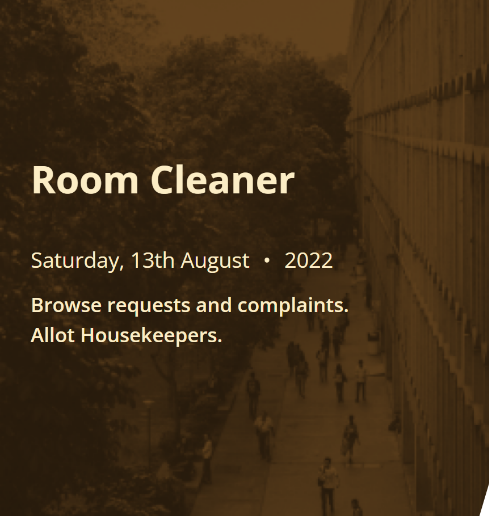 Room Cleaner
Saturday, 13th August • 2022
Browse requests and complaints.
Allot Housekeepers.